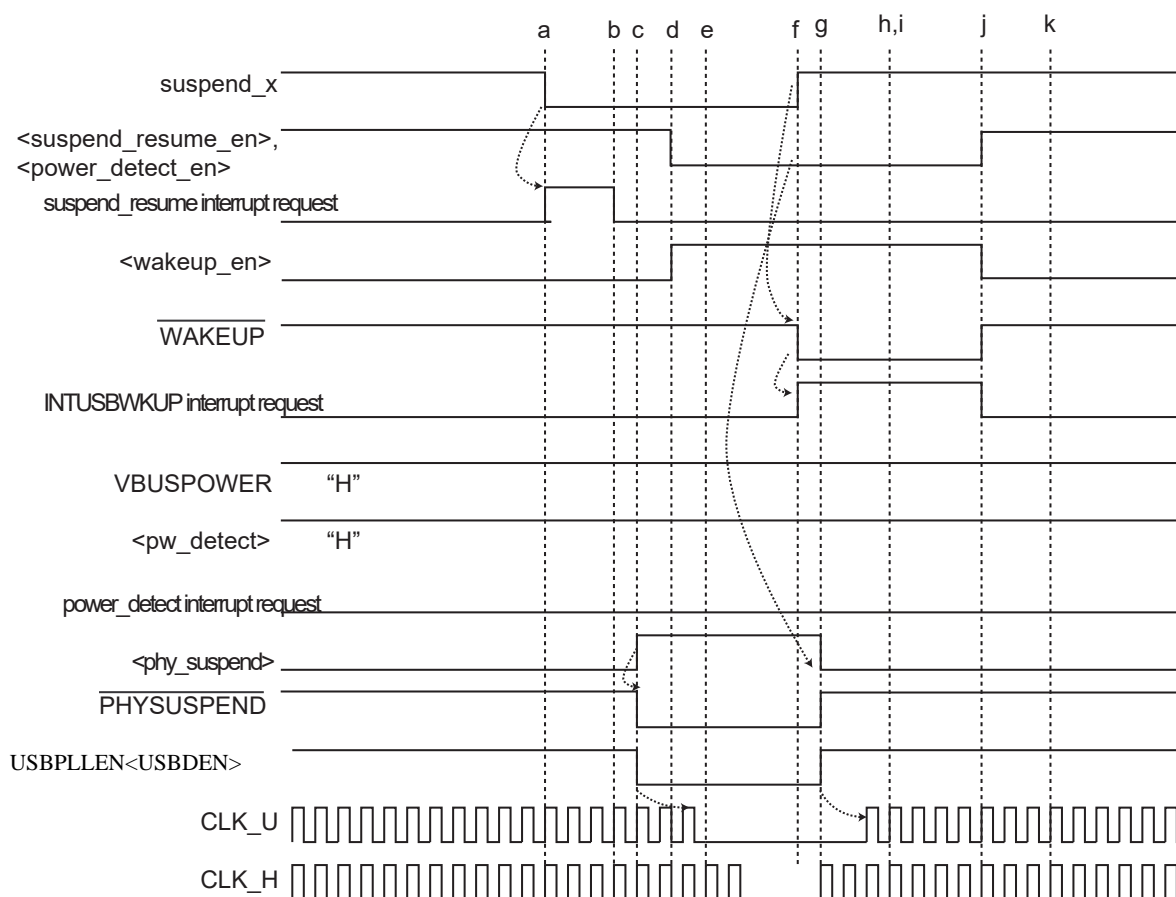 a b c d e f g h,i j k
suspend_x
<suspend_resume_en>,
<power_detect_en>
suspend_resume interrupt request
<wakeup_en>
WAKEUP
INTUSBWKUP interrupt request
VBUSPOWER “H”
<pw_detect> “H”
power_detect interrupt request
<phy_suspend>
PHYSUSPEND
USBPLLEN<USBDEN>
CLK_U
CLK_H